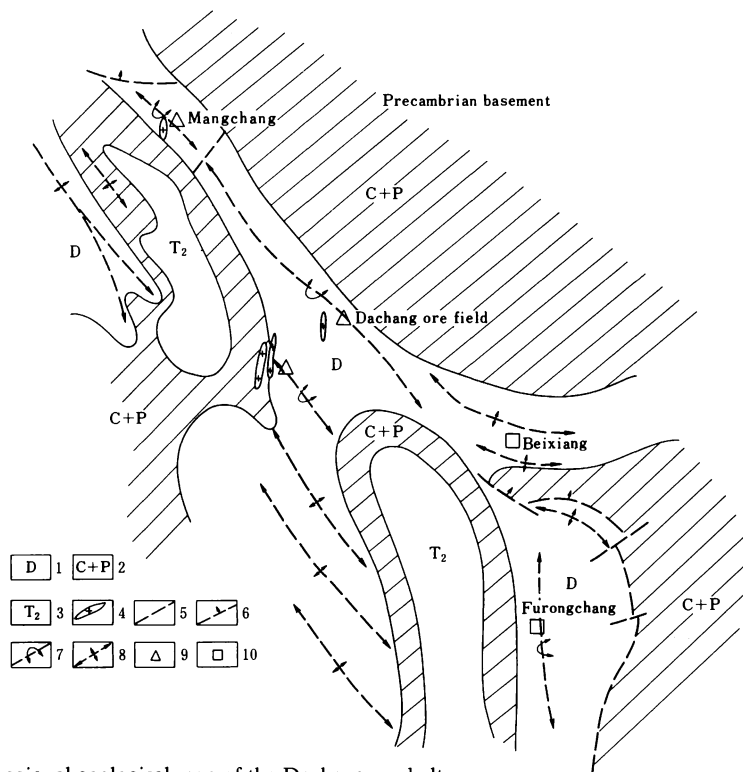 Precambrian basement
Mangchang
C+P
D
T₂
Dachang ore field
D
C+P
C+P
Beixiang
T₂
D
Furongchang
C+P
D 1 C+P 2
T₂ 3 4 5 6
7 8 9 10